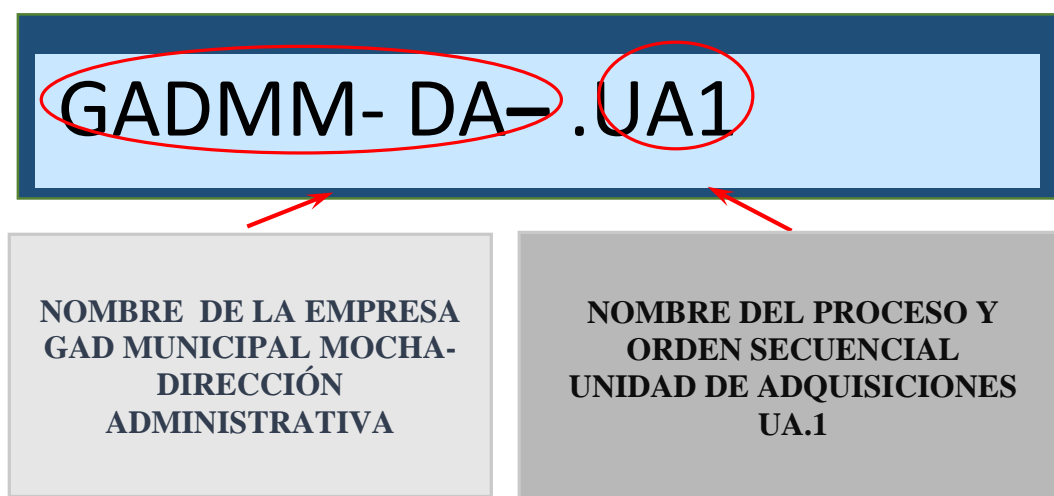 GADMM- DA– .UA1
NOMBRE DE LA EMPRESA
GAD MUNICIPAL MOCHA-
DIRECCIÓN
ADMINISTRATIVA
NOMBRE DEL PROCESO Y
ORDEN SECUENCIAL
UNIDAD DE ADQUISICIONES
UA.1